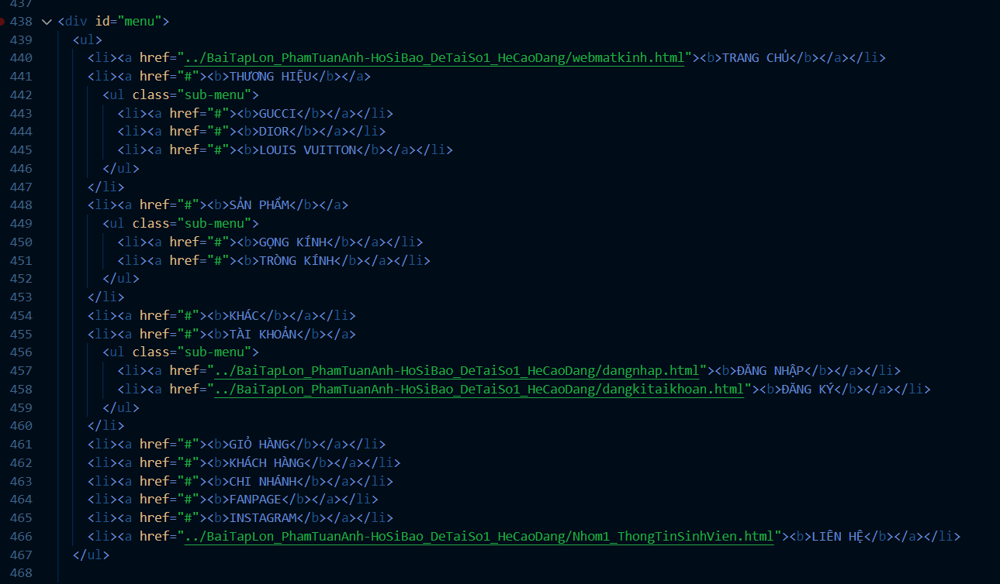 437
438 <div id="menu">
439 <ul>
440 <li><a href="../BaiTapLon_PhamTuanAnh-HoSiBao_DeTaiSo1_HeCaoDang/webmatkinh.html"><b>TRANG CHỦ</b></a></li>
441 <li><a href="#"><b>THƯƠNG HIỆU</b></a>
442 <ul class="sub-menu">
443 <li><a href="#"><b>GUCCI</b></a></li>
444 <li><a href="#"><b>DIOR</b></a></li>
445 <li><a href="#"><b>LOUIS VUITTON</b></a></li>
446 </ul>
447 </li>
448 <li><a href="#"><b>SẢN PHẨM</b></a>
449 <ul class="sub-menu">
450 <li><a href="#"><b>GỌNG KÍNH</b></a></li>
451 <li><a href="#"><b>TRÒNG KÍNH</b></a></li>
452 </ul>
453 </li>
454 <li><a href="#"><b>KHÁC</b></a></li>
455 <li><a href="#"><b>TÀI KHOẢN</b></a>
456 <ul class="sub-menu">
457 <li><a href="../BaiTapLon_PhamTuanAnh-HoSiBao_DeTaiSo1_HeCaoDang/dangnhap.html"><b>ĐĂNG NHẬP</b></a></li>
458 <li><a href="../BaiTapLon_PhamTuanAnh-HoSiBao_DeTaiSo1_HeCaoDang/dangkitaikhoan.html"><b>ĐĂNG KÝ</b></a></li>
459 </ul>
460 </li>
461 <li><a href="#"><b>GIỎ HÀNG</b></a></li>
462 <li><a href="#"><b>KHÁCH HÀNG</b></a></li>
463 <li><a href="#"><b>CHI NHÁNH</b></a></li>
464 <li><a href="#"><b>FANPAGE</b></a></li>
465 <li><a href="#"><b>INSTAGRAM</b></a></li>
466 <li><a href="../BaiTapLon_PhamTuanAnh-HoSiBao_DeTaiSo1_HeCaoDang/Nhom1_ThongTinSinhVien.html"><b>LIÊN HỆ</b></a></li>
467 </ul>
468